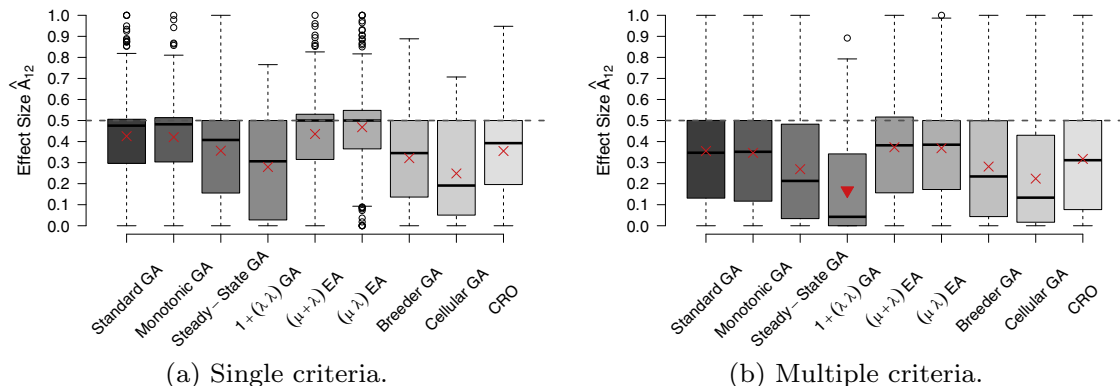 Effect Size Â12
1.0
0.9
0.8
0.7
0.6
0.5
0.4
0.3
0.2
0.1
0.0
Standard GA
Monotonic GA
Steady−State GA
1+(λ, λ) GA
(μ+λ) EA
(μ, λ) EA
Breeder GA
Cellular GA
CRO
(a) Single criteria.
Effect Size Â12
1.0
0.9
0.8
0.7
0.6
0.5
0.4
0.3
0.2
0.1
0.0
Standard GA
Monotonic GA
Steady−State GA
1+(λ, λ) GA
(μ+λ) EA
(μ, λ) EA
Breeder GA
Cellular GA
CRO
(b) Multiple criteria.